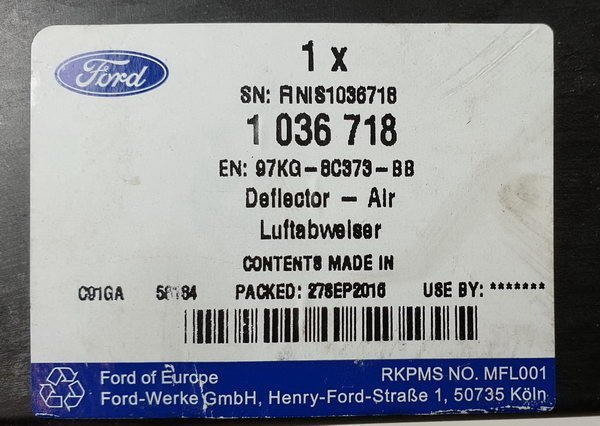 Ford
1 x
SN: FINIS1036718
1 036 718
EN: 97KG-8C373-BB
Deflector - Air
Luftabweiser
CONTENTS MADE IN
C91GA PACKED: 27SEP2016 USE BY: *******
Ford of Europe RKPMS NO. MFL001
Ford-Werke GmbH, Henry-Ford-Straße 1, 50735 Köln